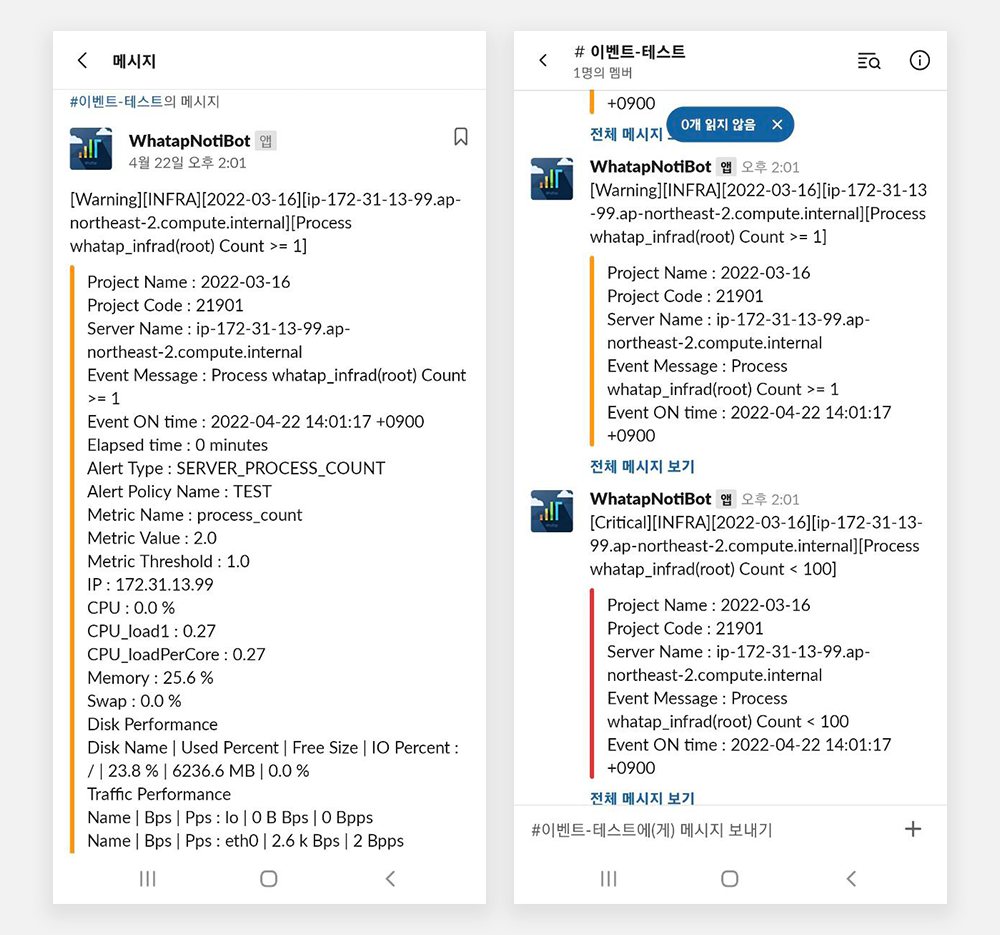 메시지
#이벤트-테스트의 메시지
WhatapNotiBot 앱
4월 22일 오후 2:01
[Warning][INFRA][2022-03-16][ip-172-31-13-99.ap-
northeast-2.compute.internal][Process
whatap_infrad(root) Count >= 1]
Project Name : 2022-03-16
Project Code : 21901
Server Name : ip-172-31-13-99.ap-
northeast-2.compute.internal
Event Message : Process whatap_infrad(root) Count
>= 1
Event ON time : 2022-04-22 14:01:17 +0900
Elapsed time : 0 minutes
Alert Type : SERVER_PROCESS_COUNT
Alert Policy Name : TEST
Metric Name : process_count
Metric Value : 2.0
Metric Threshold : 1.0
IP : 172.31.13.99
CPU : 0.0 %
CPU_load1 : 0.27
CPU_loadPerCore : 0.27
Memory : 25.6 %
Swap : 0.0 %
Disk Performance
Disk Name | Used Percent | Free Size | IO Percent :
/ | 23.8 % | 6236.6 MB | 0.0 %
Traffic Performance
Name | Bps | Pps : lo | 0 B Bps | 0 Bpps
Name | Bps | Pps : eth0 | 2.6 k Bps | 2 Bpps
# 이벤트-테스트
1명의 멤버
+0900
0개 읽지 않음
전체 메시지
WhatapNotiBot 앱 오후 2:01
[Warning][INFRA][2022-03-16][ip-172-31-13
-99.ap-northeast-2.compute.internal][Process
whatap_infrad(root) Count >= 1]
Project Name : 2022-03-16
Project Code : 21901
Server Name : ip-172-31-13-99.ap-
northeast-2.compute.internal
Event Message : Process
whatap_infrad(root) Count >= 1
Event ON time : 2022-04-22 14:01:17
+0900
전체 메시지 보기
WhatapNotiBot 앱 오후 2:01
[Critical][INFRA][2022-03-16][ip-172-31-13-
99.ap-northeast-2.compute.internal][Process
whatap_infrad(root) Count < 100]
Project Name : 2022-03-16
Project Code : 21901
Server Name : ip-172-31-13-99.ap-
northeast-2.compute.internal
Event Message : Process
whatap_infrad(root) Count < 100
Event ON time : 2022-04-22 14:01:17
+0900
전체 메시지 보기
#이벤트-테스트에(게) 메시지 보내기